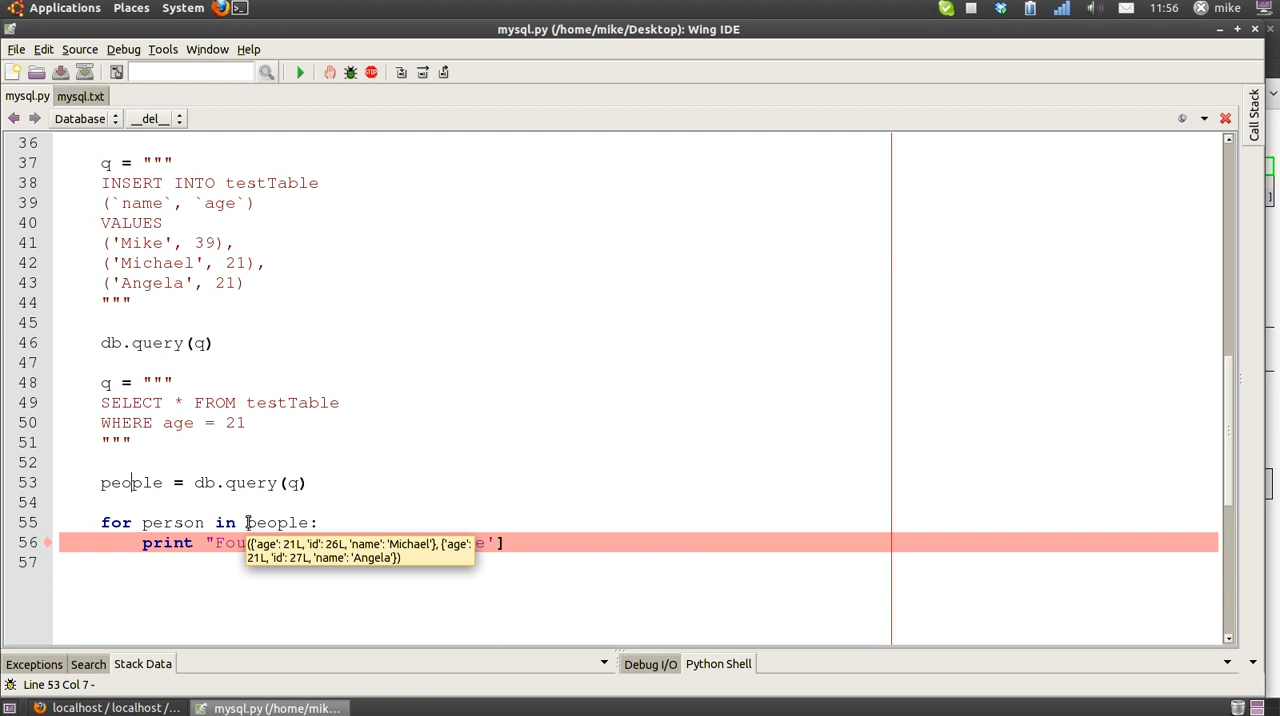 Applications Places System 11:56 mike
mysql.py (/home/mike/Desktop): Wing IDE
File Edit Source Debug Tools Window Help
STOP
mysql.py mysql.txt
Database __del__
Call Stack
36
37 q = """
38 INSERT INTO testTable
39 (`name`, `age`)
40 VALUES
41 ('Mike', 39),
42 ('Michael', 21),
43 ('Angela', 21)
44 """
45
46 db.query(q)
47
48 q = """
49 SELECT * FROM testTable
50 WHERE age = 21
51 """
52
53 people = db.query(q)
54
55 for person in people:
56 print "Fou e']
({'age': 21L, 'id': 26L, 'name': 'Michael'}, {'age':
21L, 'id': 27L, 'name': 'Angela'})
57
Exceptions Search Stack Data Debug I/O Python Shell
Line 53 Col 7 -
localhost / localhost /... mysql.py (/home/mik...